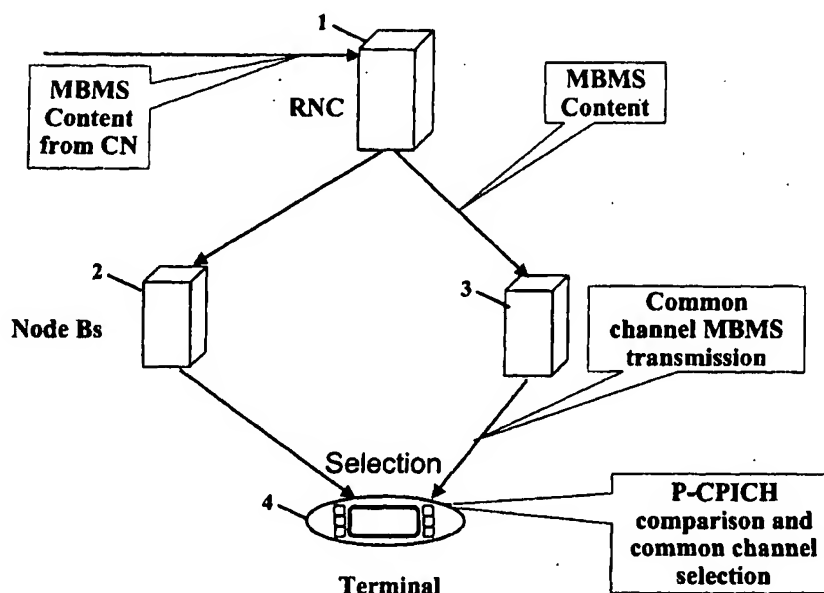 1
MBMS
Content
from CN
RNC
MBMS
Content
2
Node Bs
3
Common
channel MBMS
transmission
Selection
4
Terminal
P-CPICH
comparison and
common channel
selection